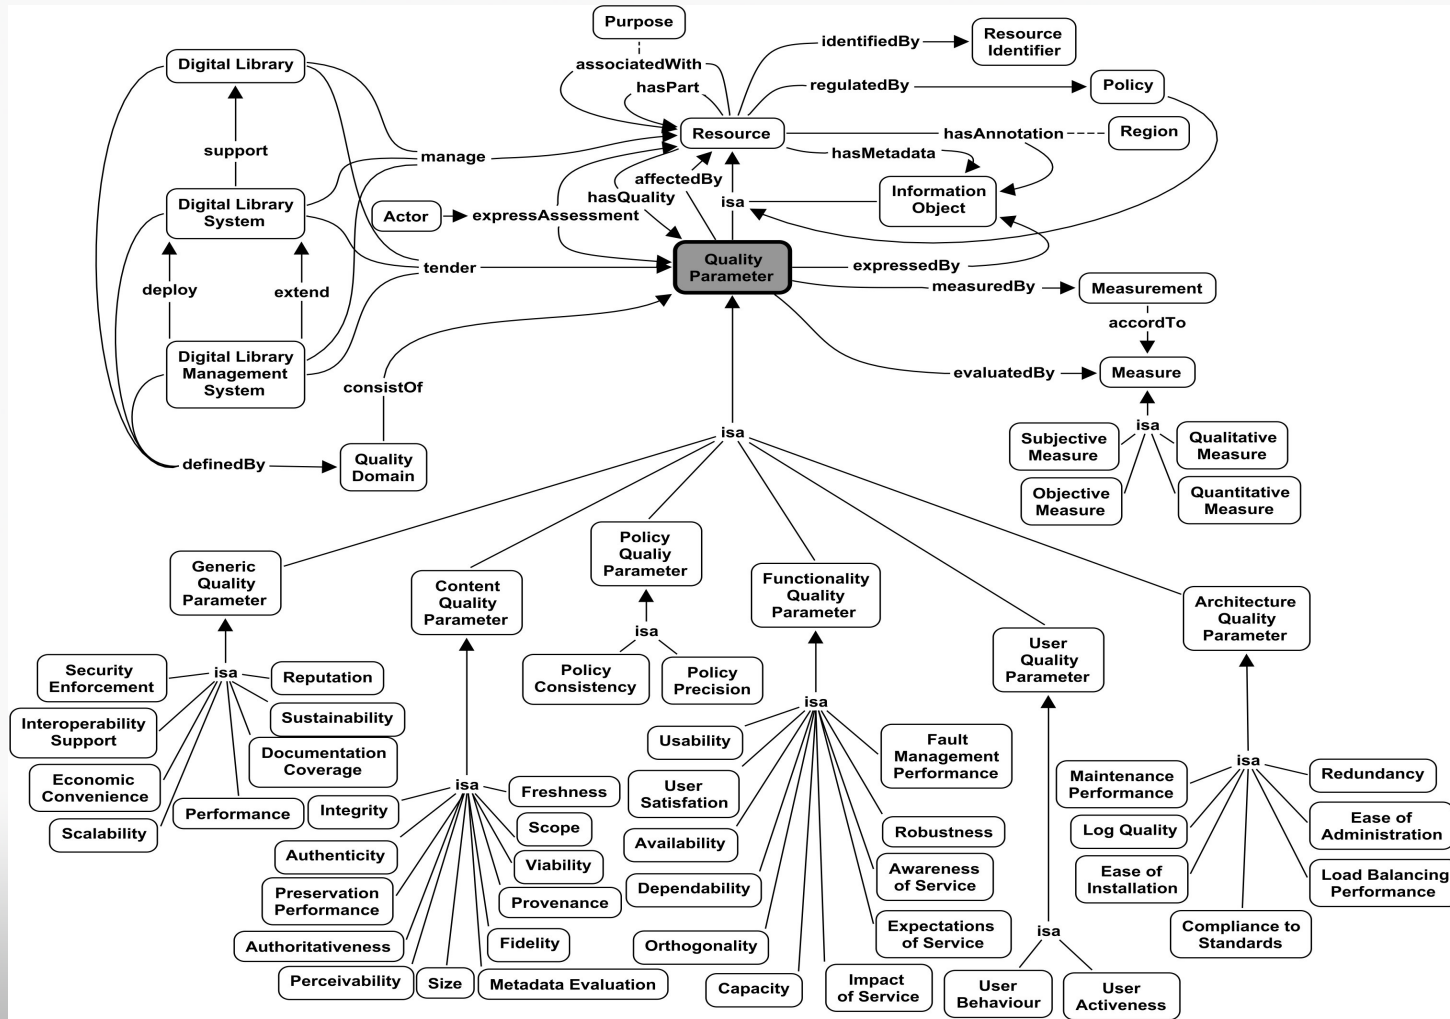 Purpose
Digital Library
identifiedBy
Resource
Identifier
associatedWith
hasPart
regulatedBy
Policy
Resource
hasAnnotation
Region
support
manage
hasMetadata
affectedBy
hasQuality
isa
Information
Object
Digital Library
System
Actor
expressAssessment
Quality
Parameter
tender
expressedBy
deploy
extend
measuredBy
Measurement
accordTo
Digital Library
Management
System
consistOf
evaluatedBy
Measure
isa
isa
Subjective
Measure
Qualitative
Measure
definedBy
Quality
Domain
Objective
Measure
Quantitative
Measure
Generic
Quality
Parameter
Content
Quality
Parameter
Policy
Qualiy
Parameter
Functionality
Quality
Parameter
User
Quality
Parameter
Architecture
Quality
Parameter
isa
Security
Enforcement
Reputation
Interoperability
Support
Sustainability
Documentation
Coverage
Economic
Convenience
Performance
Scalability
isa
Integrity
Freshness
Scope
Authenticity
Viability
Preservation
Performance
Provenance
Authoritativeness
Fidelity
Perceivability
Size
Metadata Evaluation
isa
Policy
Consistency
Policy
Precision
isa
Usability
Fault
Management
Performance
User
Satisfation
Availability
Robustness
Dependability
Awareness
of Service
Orthogonality
Expectations
of Service
Capacity
Impact
of Service
isa
User
Behaviour
User
Activeness
isa
Maintenance
Performance
Redundancy
Log Quality
Ease of
Administration
Ease of
Installation
Load Balancing
Performance
Compliance to
Standards